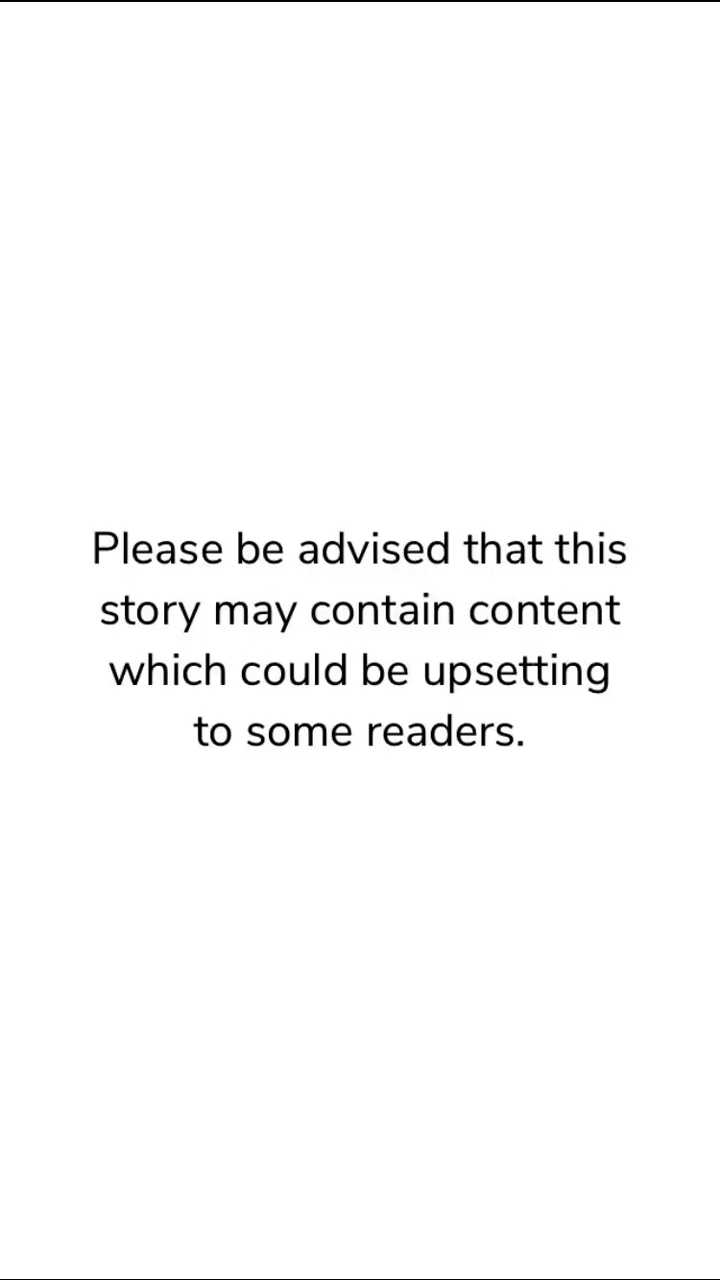 Please be advised that this
story may contain content
which could be upsetting
to some readers.